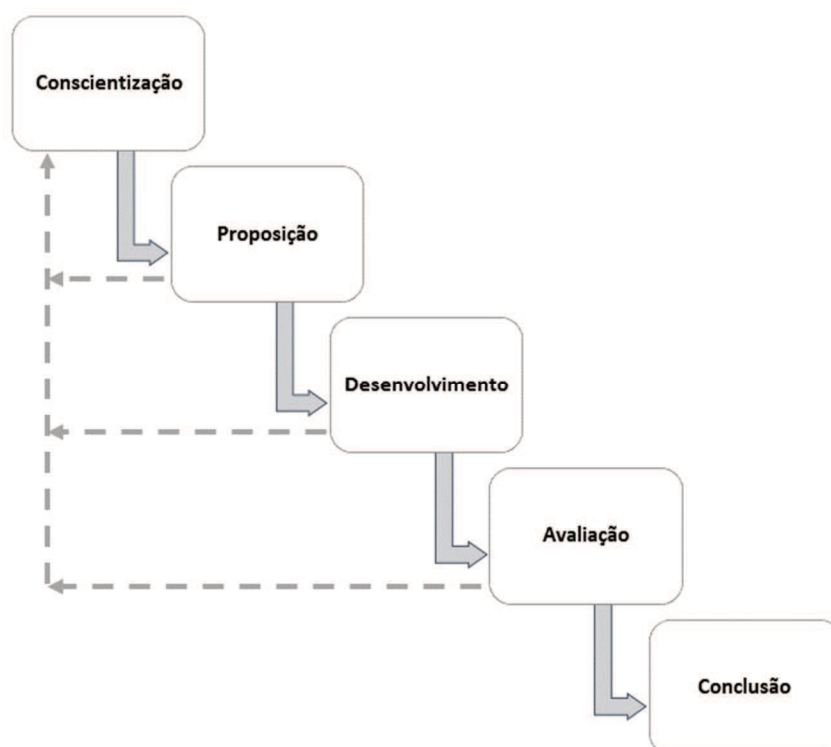 Conscientização
Proposição
Desenvolvimento
Avaliação
Conclusão